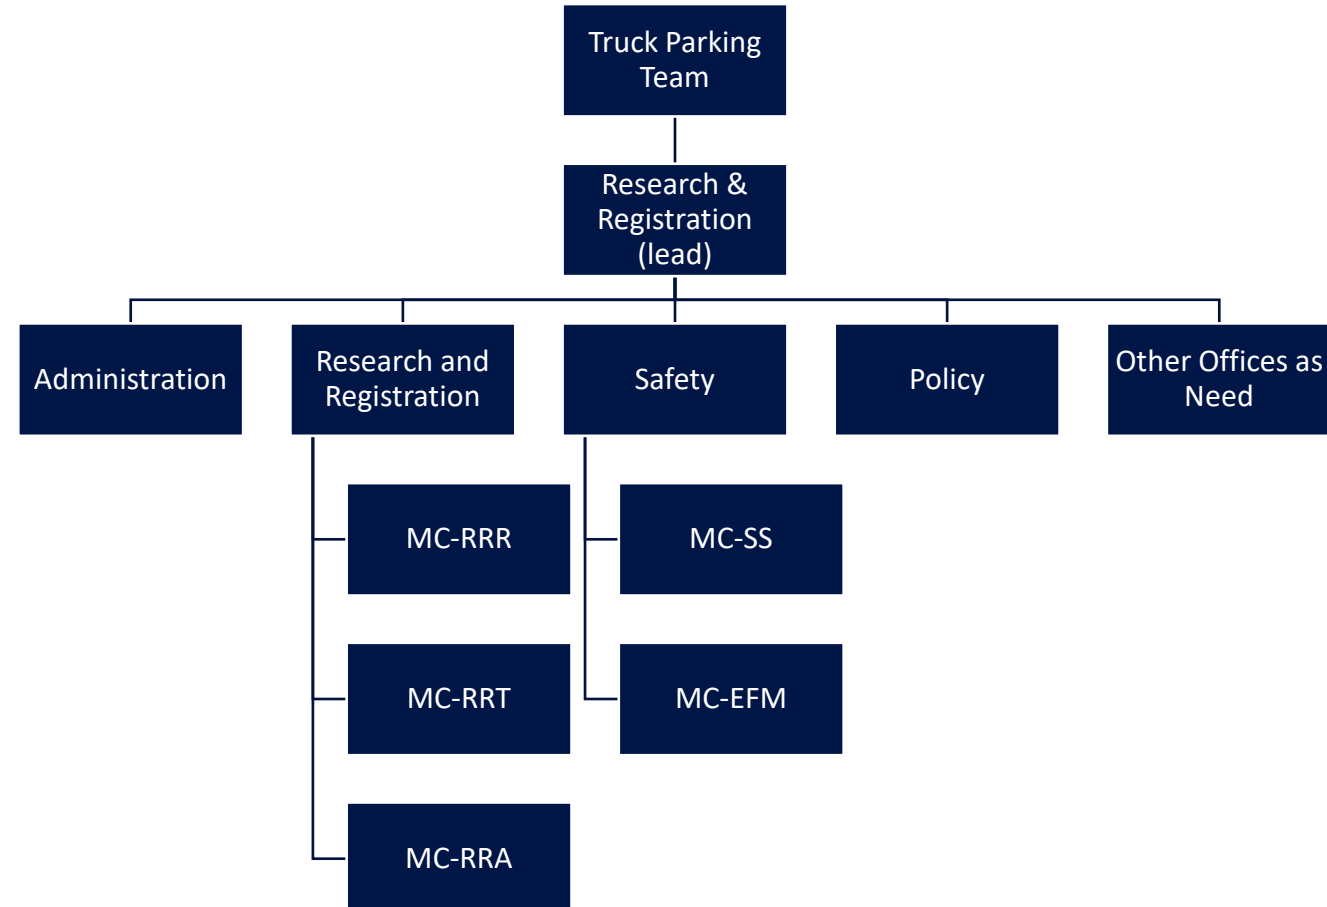 Truck Parking
Team
Research &
Registration
(lead)
Administration
Research and
Registration
Safety
Policy
Other Offices as
Need
MC-RRR
MC-SS
MC-RRT
MC-EFM
MC-RRA